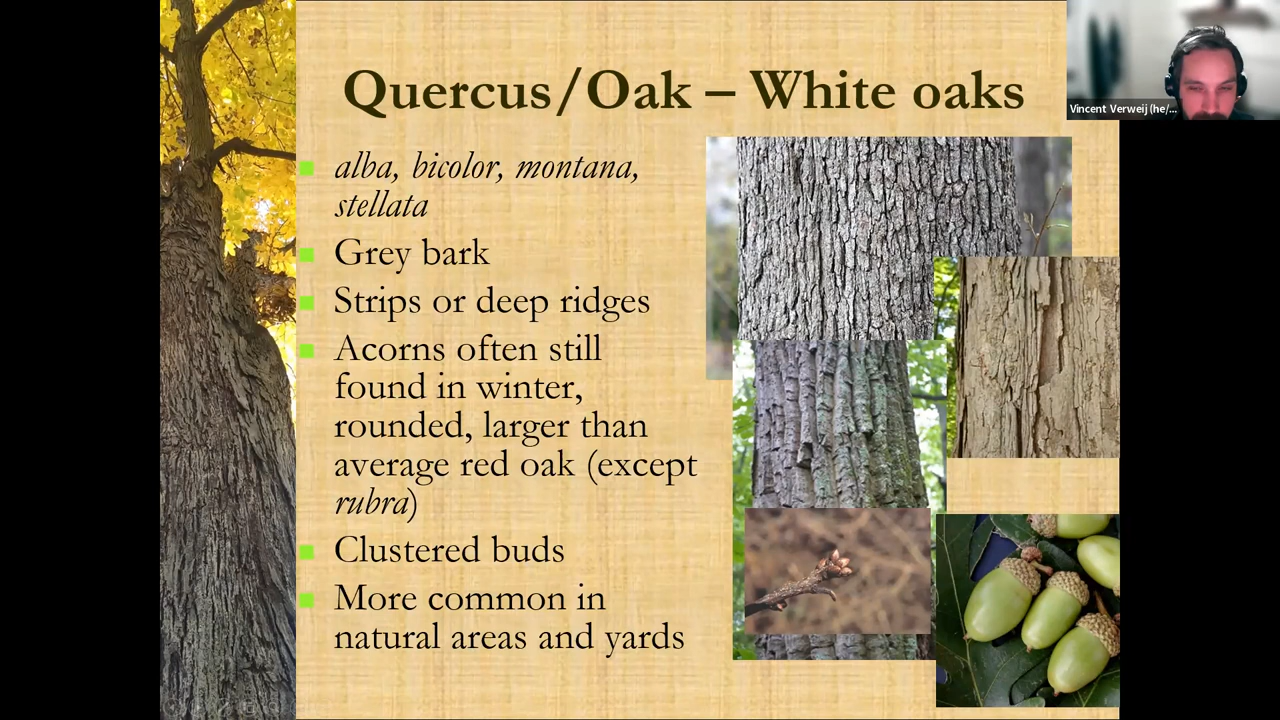 Quercus/Oak – White oaks
Vincent Verweij (he/...
alba, bicolor, montana,
stellata
Grey bark
Strips or deep ridges
Acorns often still
found in winter,
rounded, larger than
average red oak (except
rubra)
Clustered buds
More common in
natural areas and yards